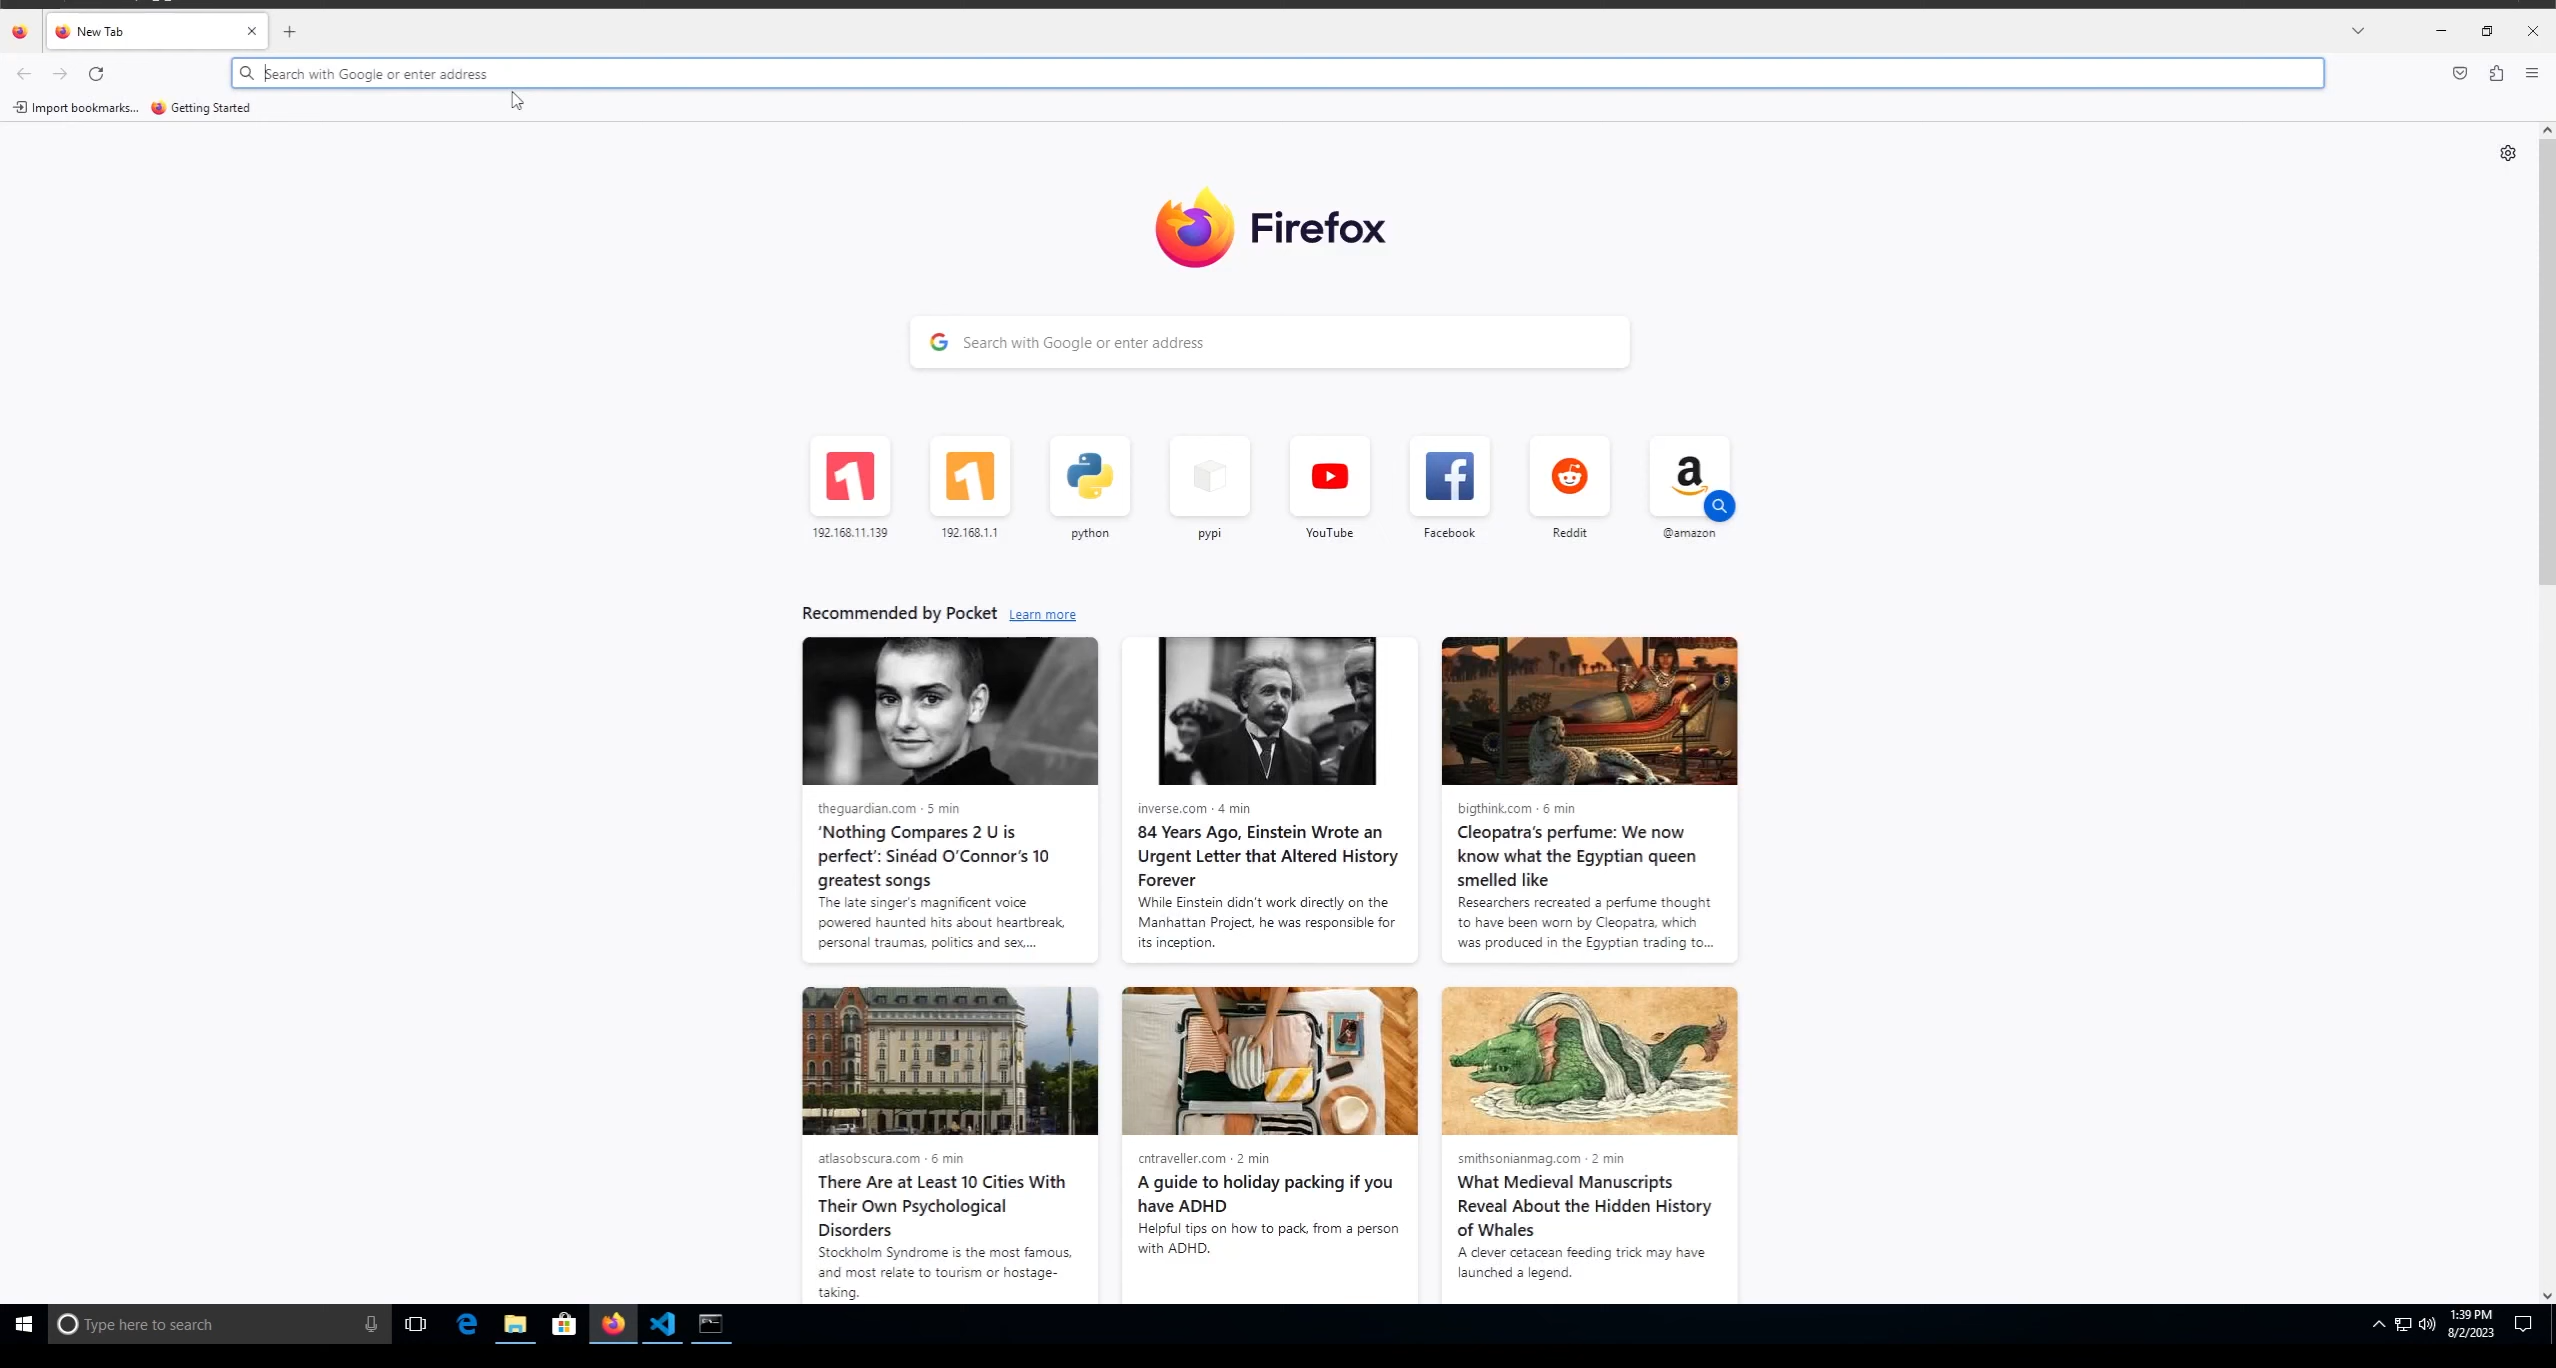 New Tab
Search with Google or enter address
Import bookmarks...
Getting Started
Firefox
Search with Google or enter address
192.168.11.139
192.168.1.1
python
pypi
YouTube
Facebook
Reddit
@amazon
Recommended by Pocket Learn more
theguardian.com · 5 min
‘Nothing Compares 2 U is
perfect’: Sinéad O’Connor’s 10
greatest songs
The late singer’s magnificent voice
powered haunted hits about heartbreak,
personal traumas, politics and sex,...
inverse.com · 4 min
84 Years Ago, Einstein Wrote an
Urgent Letter that Altered History
Forever
While Einstein didn’t work directly on the
Manhattan Project, he was responsible for
its inception.
bigthink.com · 6 min
Cleopatra’s perfume: We now
know what the Egyptian queen
smelled like
Researchers recreated a perfume thought
to have been worn by Cleopatra, which
was produced in the Egyptian trading to...
atlasobscura.com · 6 min
There Are at Least 10 Cities With
Their Own Psychological
Disorders
Stockholm Syndrome is the most famous,
and most relate to tourism or hostage-
taking.
cntraveller.com · 2 min
A guide to holiday packing if you
have ADHD
Helpful tips on how to pack, from a person
with ADHD.
smithsonianmag.com · 2 min
What Medieval Manuscripts
Reveal About the Hidden History
of Whales
A clever cetacean feeding trick may have
launched a legend.
Type here to search
1:39 PM
8/2/2023